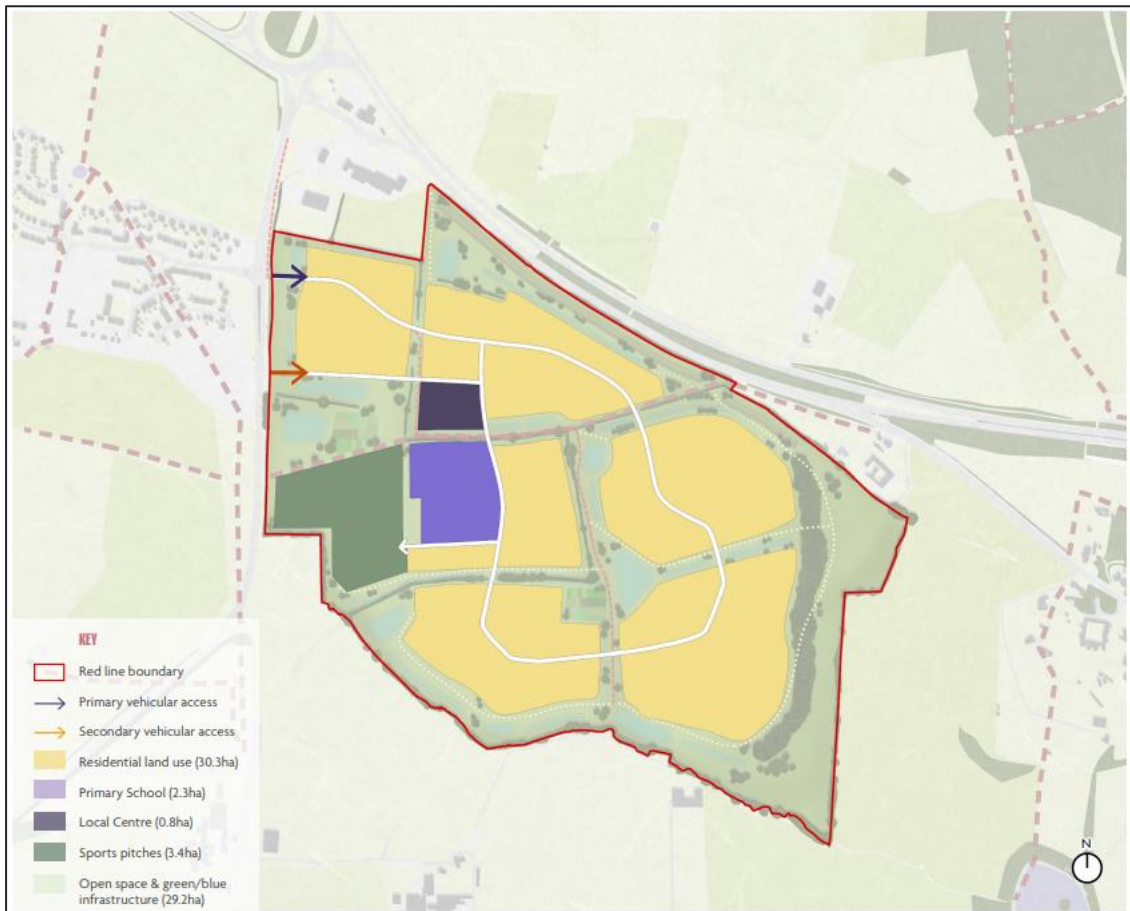 KEY
Red line boundary
Primary vehicular access
Secondary vehicular access
Residential land use (30.3ha)
Primary School (2.3ha)
Local Centre (0.8ha)
Sports pitches (3.4ha)
Open space & green/blue
infrastructure (29.2ha)
N